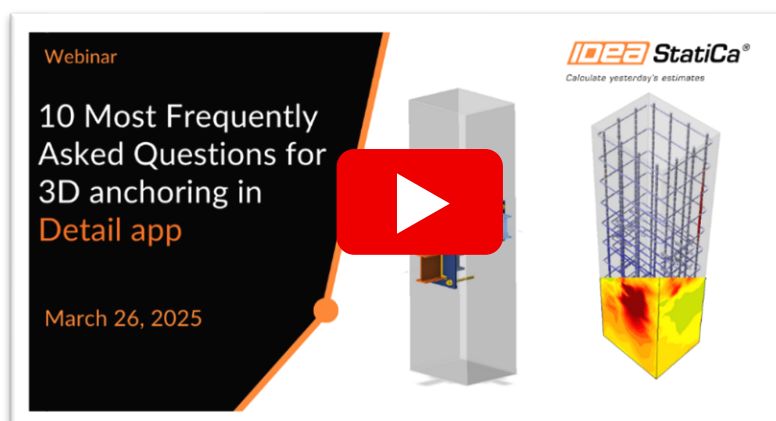 Webinar
10 Most Frequently
Asked Questions for
3D anchoring in
Detail app
March 26, 2025
IDEA StatiCa®
Calculate yesterday's estimates